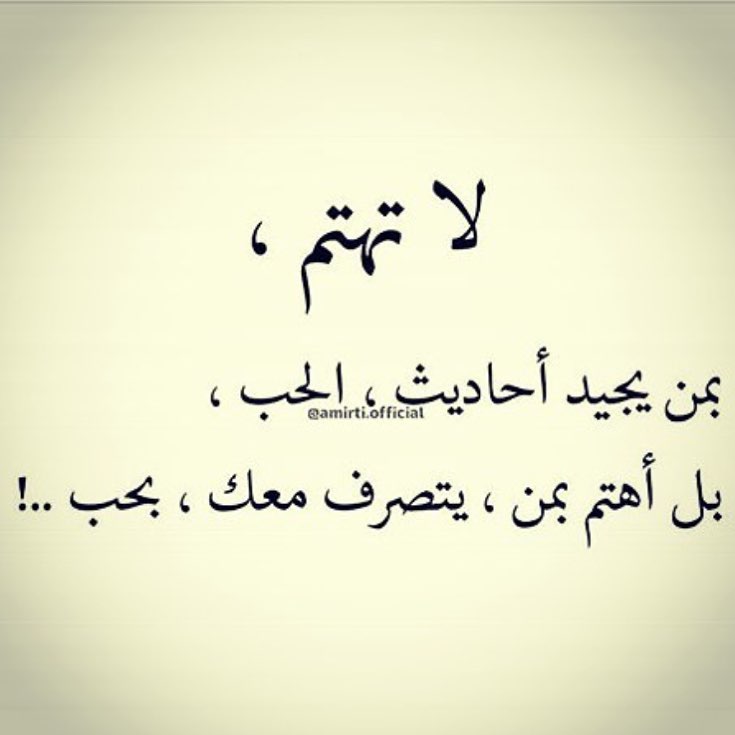 لا تهتم ،
بمن يجيد أحاديث ، الحب ،
@amirti.official
بل أهتم بمن ، يتصرف معك ، بحب ..!